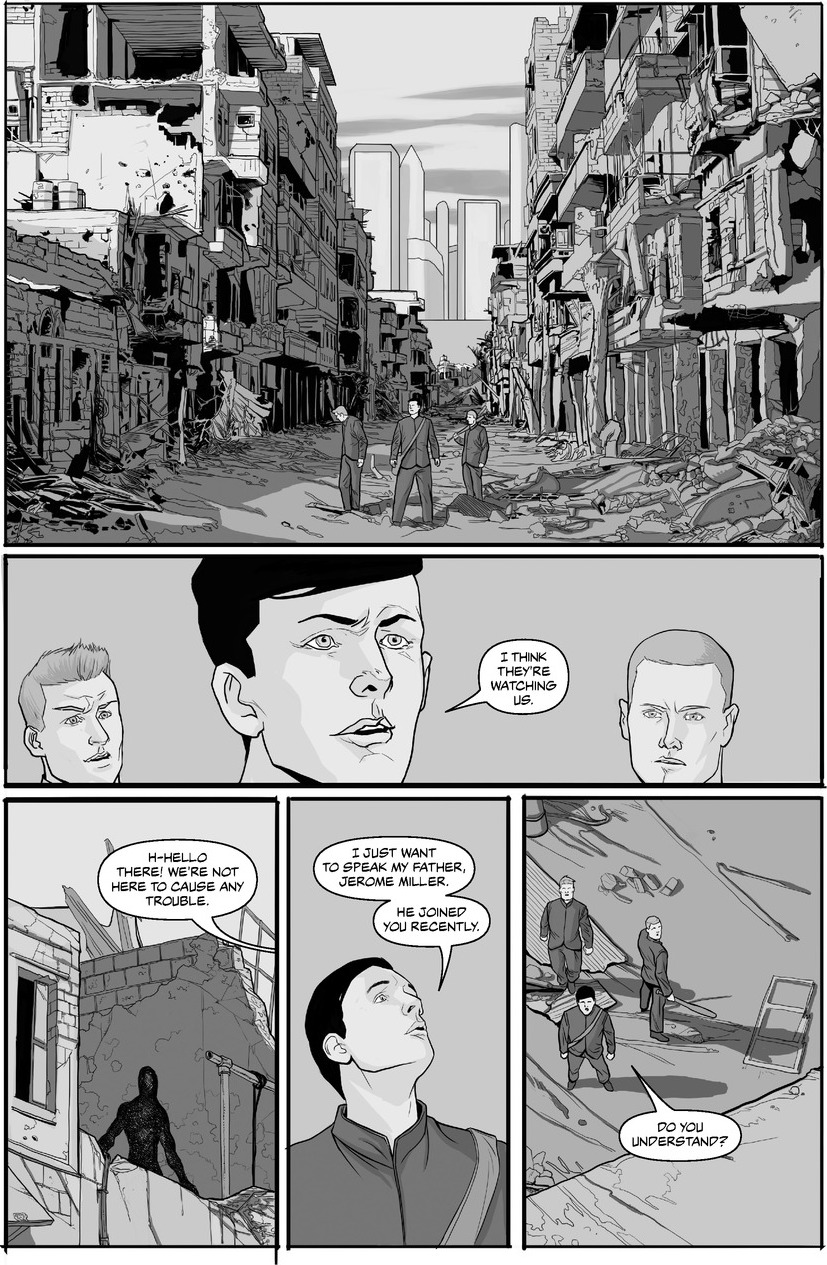 I THINK
THEY'RE
WATCHING
US.
H-HELLO
THERE! WE'RE NOT
HERE TO CAUSE ANY
TROUBLE.
I JUST WANT
TO SPEAK MY FATHER,
JEROME MILLER.
HE JOINED
YOU RECENTLY.
DO YOU
UNDERSTAND?